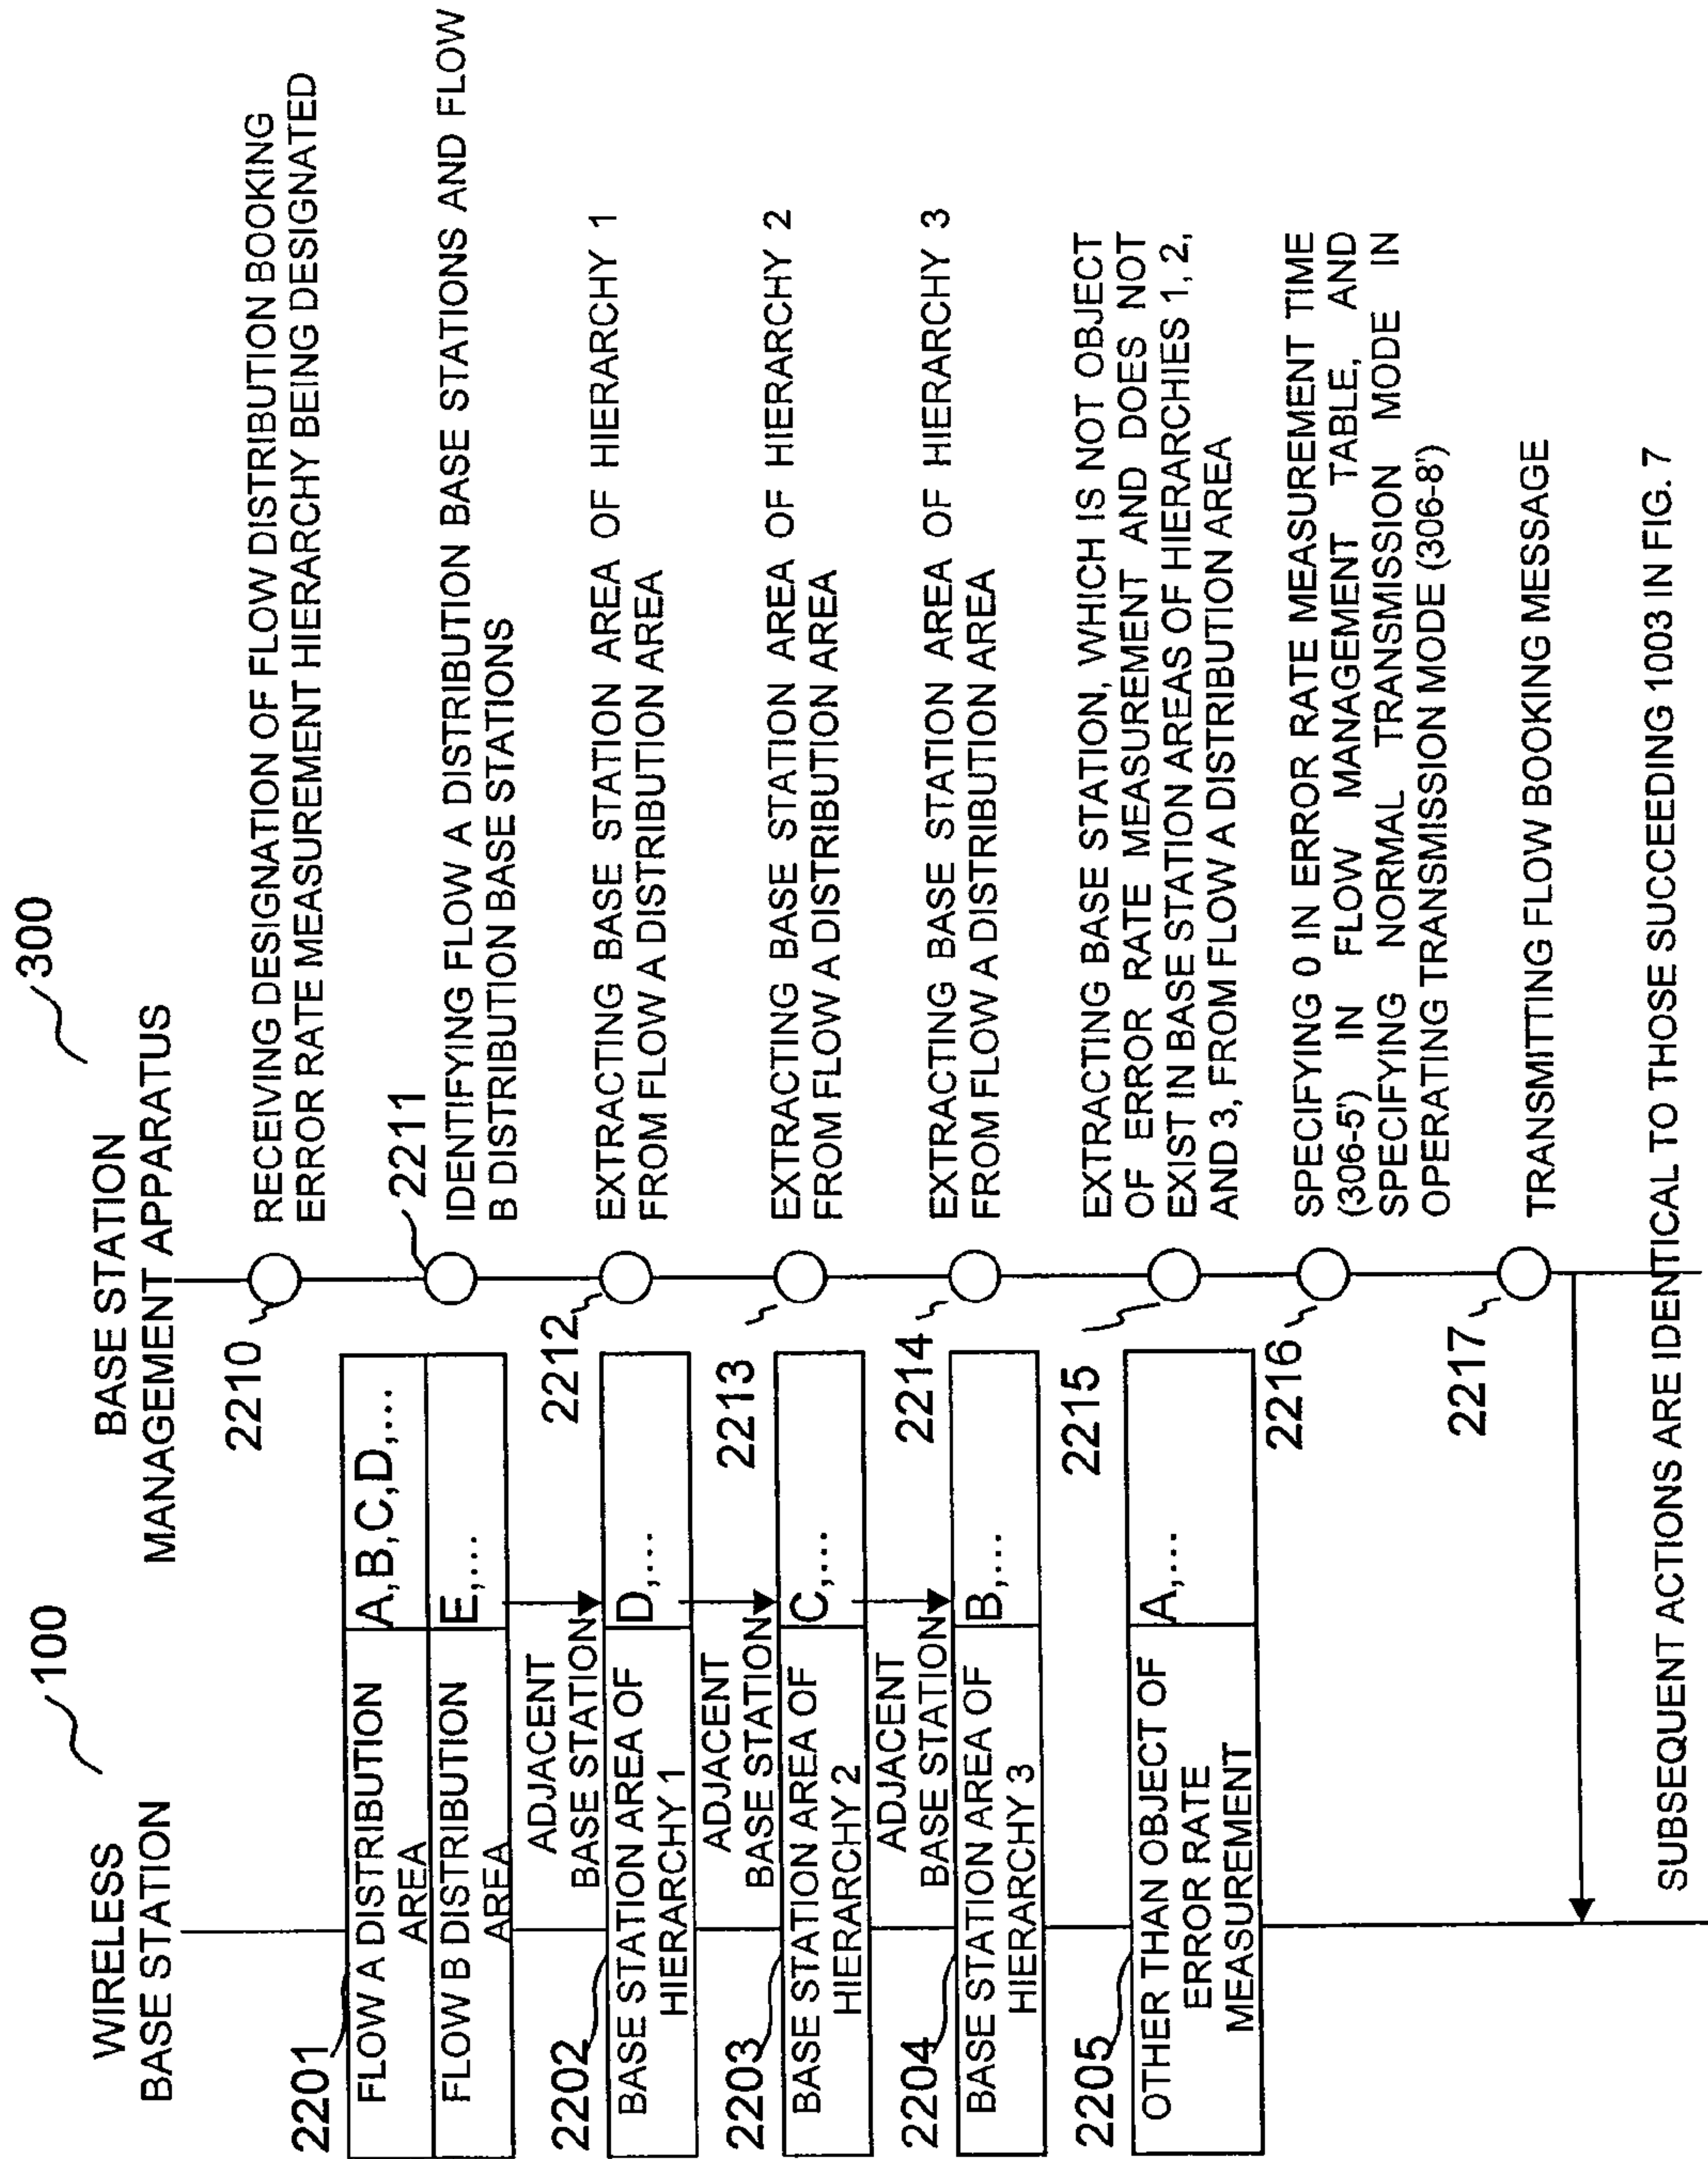 WIRELESS
BASE STATION
100
BASE STATION
MANAGEMENT APPARATUS
300
2201
FLOW A DISTRIBUTION
AREA
A,B,C,D,...
FLOW B DISTRIBUTION
AREA
E,...
2210
RECEIVING DESIGNATION OF FLOW DISTRIBUTION BOOKING
ERROR RATE MEASUREMENT HIERARCHY BEING DESIGNATED
2211
IDENTIFYING FLOW A DISTRIBUTION BASE STATIONS AND FLOW
B DISTRIBUTION BASE STATIONS
ADJACENT
BASE STATION
2202
BASE STATION AREA OF
HIERARCHY 1
D,...
2212
EXTRACTING BASE STATION AREA OF HIERARCHY 1
FROM FLOW A DISTRIBUTION AREA
ADJACENT
BASE STATION
2203
BASE STATION AREA OF
HIERARCHY 2
C,...
2213
EXTRACTING BASE STATION AREA OF HIERARCHY 2
FROM FLOW A DISTRIBUTION AREA
ADJACENT
BASE STATION
2204
BASE STATION AREA OF
HIERARCHY 3
B,...
2214
EXTRACTING BASE STATION AREA OF HIERARCHY 3
FROM FLOW A DISTRIBUTION AREA
2205
OTHER THAN OBJECT OF
ERROR RATE
MEASUREMENT
A,...
2215
EXTRACTING BASE STATION, WHICH IS NOT OBJECT
OF ERROR RATE MEASUREMENT AND DOES NOT
EXIST IN BASE STATION AREAS OF HIERARCHIES 1, 2,
AND 3, FROM FLOW A DISTRIBUTION AREA
2216
SPECIFYING 0 IN ERROR RATE MEASUREMENT TIME
(306-5') IN FLOW MANAGEMENT TABLE, AND
SPECIFYING NORMAL TRANSMISSION MODE IN
OPERATING TRANSMISSION MODE (306-8')
2217
TRANSMITTING FLOW BOOKING MESSAGE
SUBSEQUENT ACTIONS ARE IDENTICAL TO THOSE SUCCEEDING 1003 IN FIG. 7